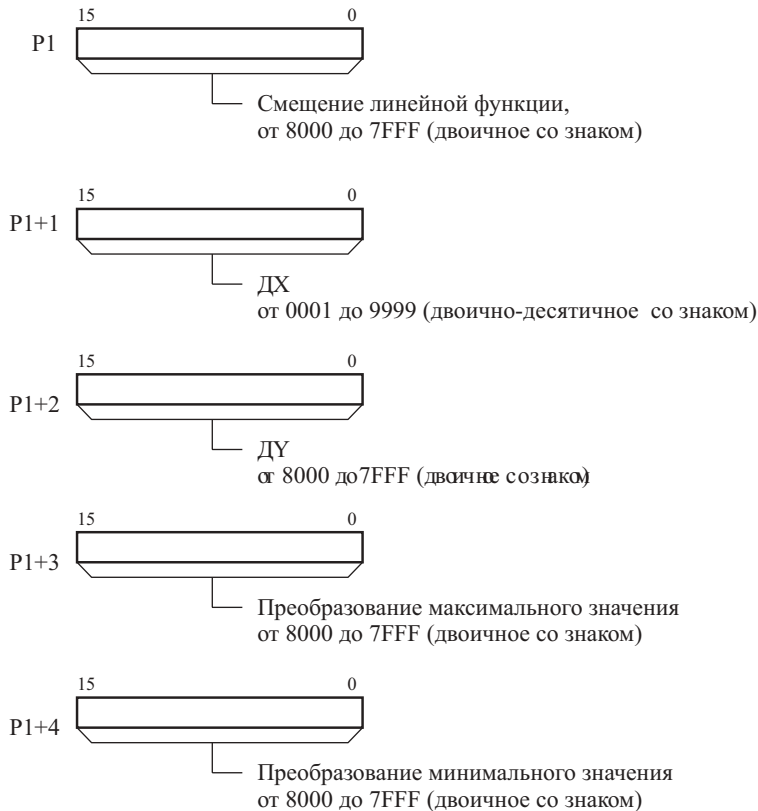 15 0
P1
Смещение линейной функции,
от 8000 до 7FFF (двоичное со знаком)
15 0
P1+1
ДХ
от 0001 до 9999 (двоично-десятичное со знаком)
15 0
P1+2
ДY
от 8000 до 7FFF (двоичное со знаком)
15 0
P1+3
Преобразование максимального значения
от 8000 до 7FFF (двоичное со знаком)
15 0
P1+4
Преобразование минимального значения
от 8000 до 7FFF (двоичное со знаком)